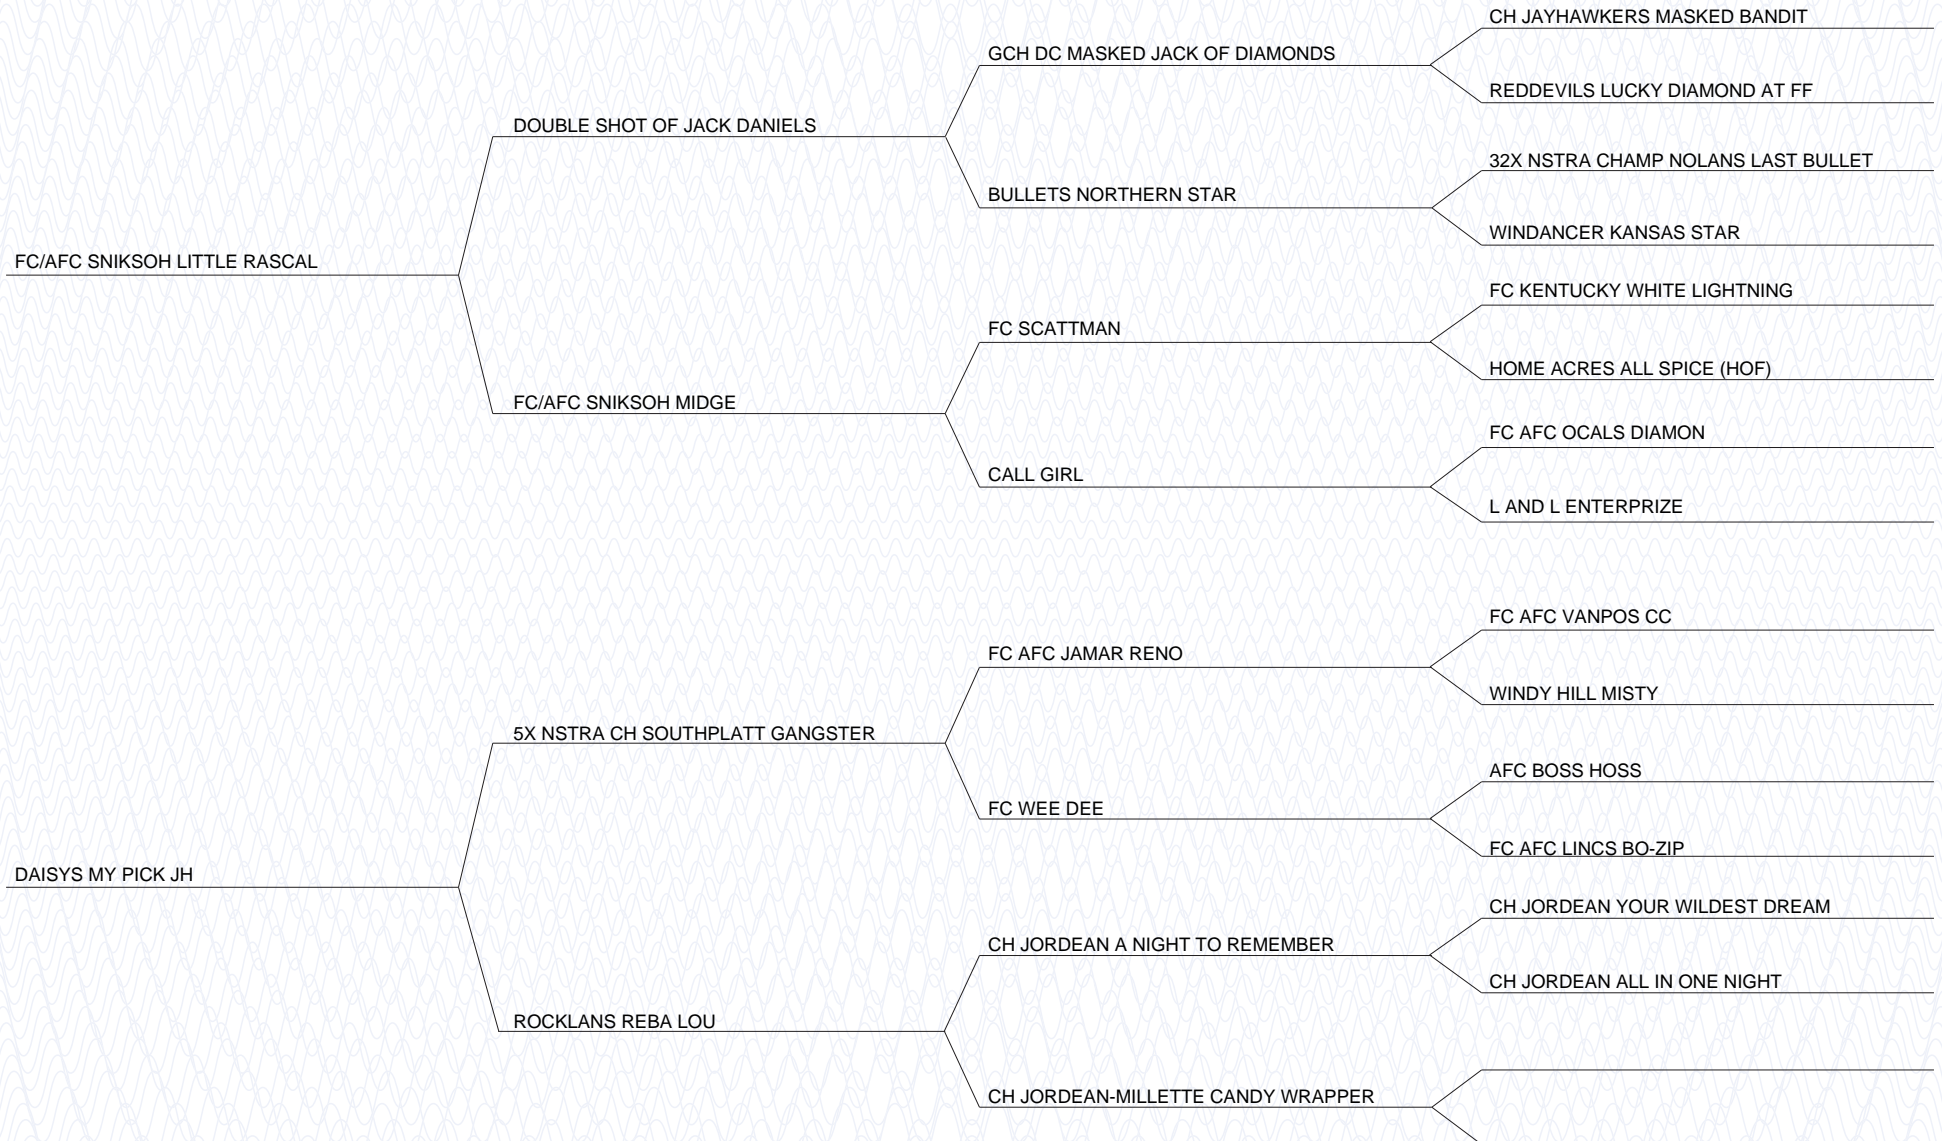 CH JAYHAWKERS MASKED BANDIT
GCH DC MASKED JACK OF DIAMONDS
REDDEVILS LUCKY DIAMOND AT FF
DOUBLE SHOT OF JACK DANIELS
32X NSTRA CHAMP NOLANS LAST BULLET
BULLETS NORTHERN STAR
WINDANCER KANSAS STAR
FC/AFC SNIKSOH LITTLE RASCAL
FC KENTUCKY WHITE LIGHTNING
FC SCATTMAN
HOME ACRES ALL SPICE (HOF)
FC/AFC SNIKSOH MIDGE
FC AFC OCALS DIAMON
CALL GIRL
L AND L ENTERPRIZE
FC AFC VANPOS CC
FC AFC JAMAR RENO
WINDY HILL MISTY
5X NSTRA CH SOUTHPLATT GANGSTER
AFC BOSS HOSS
FC WEE DEE
FC AFC LINCS BO-ZIP
DAISYS MY PICK JH
CH JORDEAN YOUR WILDEST DREAM
CH JORDEAN A NIGHT TO REMEMBER
CH JORDEAN ALL IN ONE NIGHT
ROCKLANS REBA LOU
CH JORDEAN-MILLETTE CANDY WRAPPER